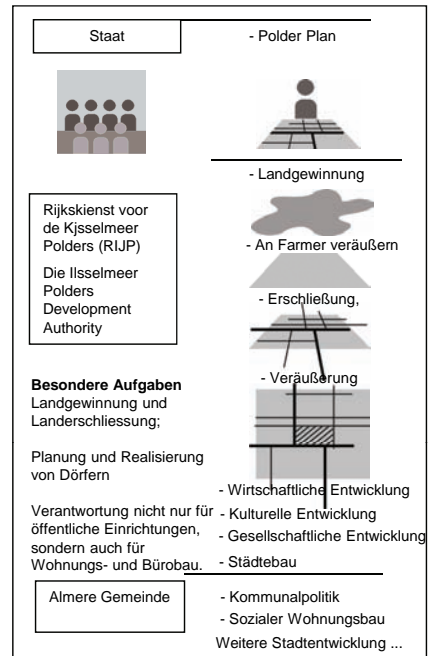 Staat
- Polder Plan
- Landgewinnung
Rijkskienst voor
de Kjsselmeer
Polders (RIJP)
Die Ilsselmeer
Polders
Development
Authority
- An Farmer veräußern
- Erschließung,
- Veräußerung
Besondere Aufgaben
Landgewinnung und
Landerschliessung;
Planung und Realisierung
von Dörfern
Verantwortung nicht nur für
öffentliche Einrichtungen,
sondern auch für
Wohnungs- und Bürobau.
- Wirtschaftliche Entwicklung
- Kulturelle Entwicklung
- Gesellschaftliche Entwicklung
- Städtebau
Almere Gemeinde
- Kommunalpolitik
- Sozialer Wohnungsbau
Weitere Stadtentwicklung ...